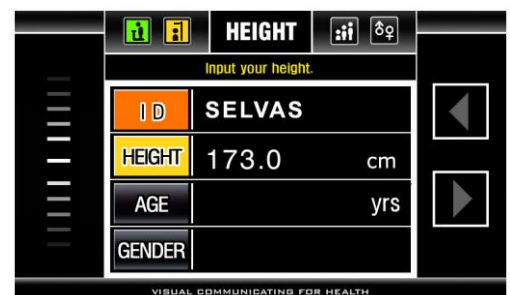 HEIGHT
Input your height.
ID SELVAS
HEIGHT 173.0 cm
AGE yrs
GENDER
VISUAL COMMUNICATING FOR HEALTH